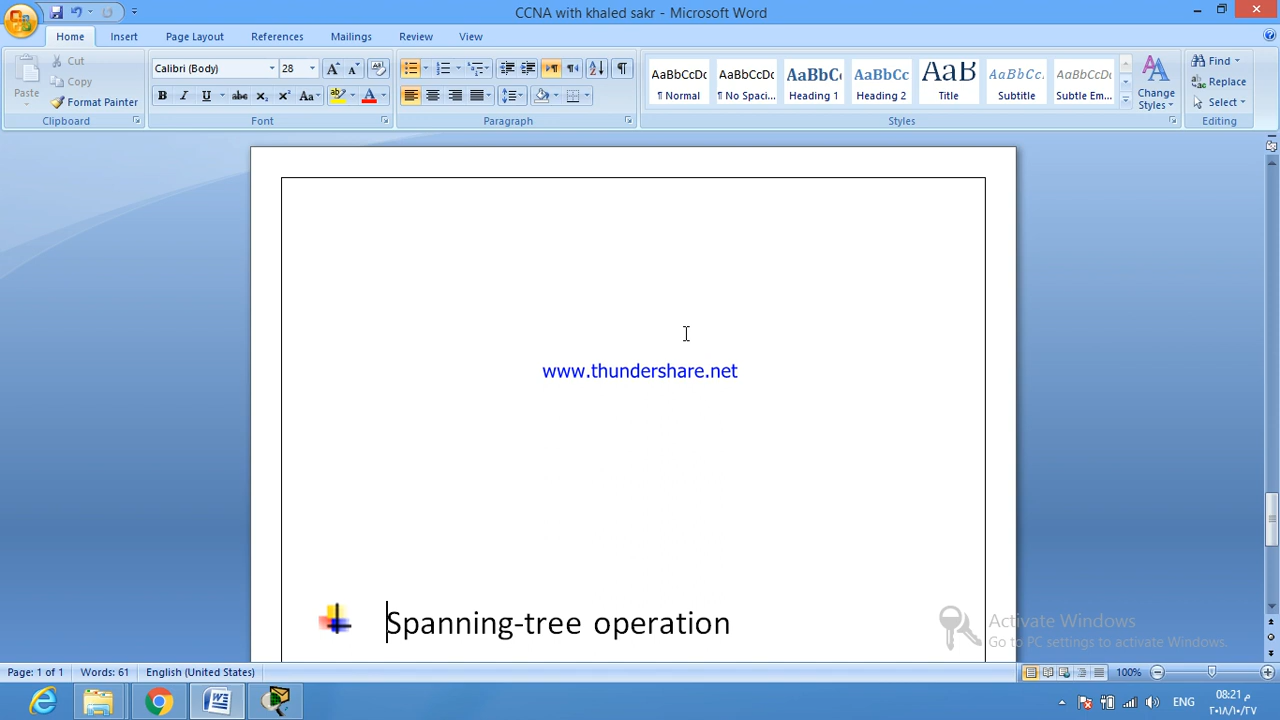 CCNA with khaled sakr - Microsoft Word
Home Insert Page Layout References Mailings Review View
Paste
Cut
Copy
Format Painter
Clipboard
Calibri (Body) 28
Font
Paragraph
AaBbCcDc AaBbCcDc AaBbC AaBbCc AaB AaBbCc AaBbCcDc
¶ Normal ¶ No Spaci... Heading 1 Heading 2 Title Subtitle Subtle Em...
Change Styles
Styles
Find
Replace
Select
Editing
www.thundershare.net
Spanning-tree operation
Activate Windows
Go to PC settings to activate Windows.
Page: 1 of 1 Words: 61 English (United States) 100%
ENG
08:21 م
٢٠١٨/١٠/٢٧